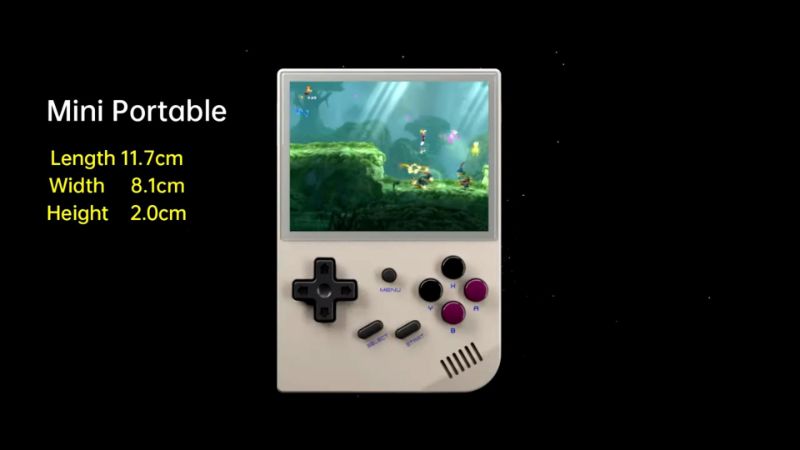 Mini Portable
Length 11.7cm
Width 8.1cm
Height 2.0cm
MENU
X
Y
A
B
SELECT
START